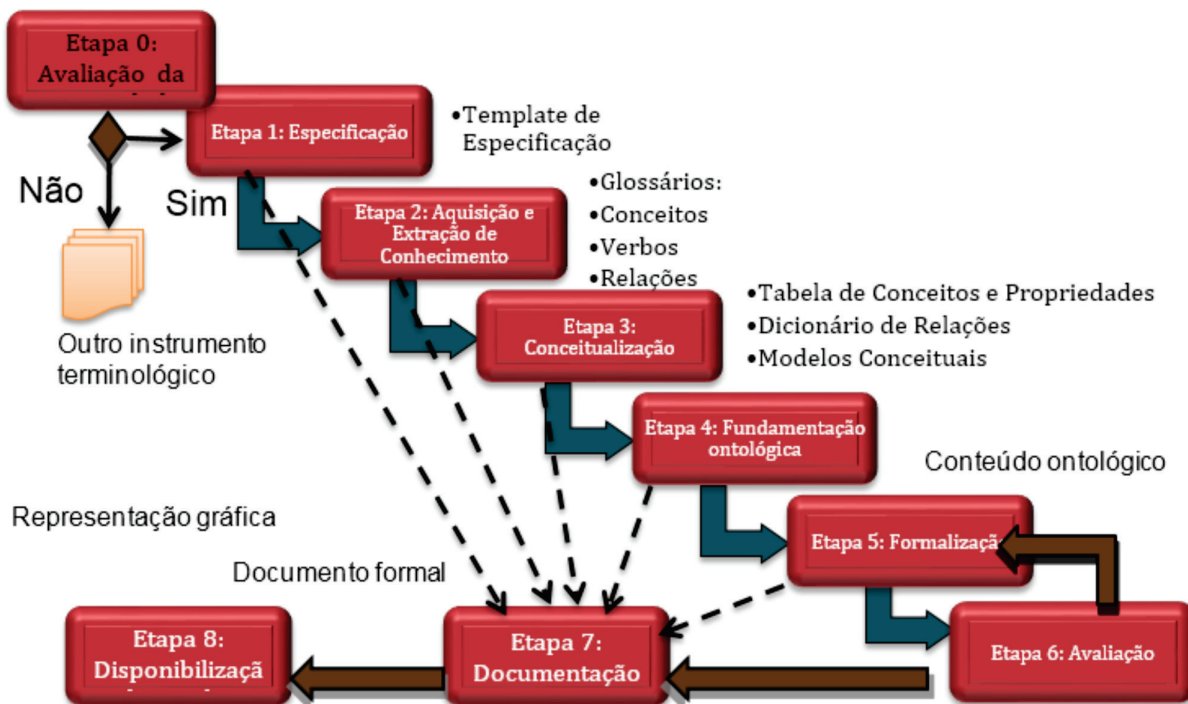 Etapa 0:
Avaliação da
Etapa 1: Especificação
•Template de
Especificação
Não
Sim
Outro instrumento
terminológico
Etapa 2: Aquisição e
Extração de
Conhecimento
•Glossários:
•Conceitos
•Verbos
•Relações
Etapa 3:
Conceitualização
•Tabela de Conceitos e Propriedades
•Dicionário de Relações
•Modelos Conceituais
Etapa 4: Fundamentação
ontológica
Conteúdo ontológico
Representação gráfica
Etapa 5: Formalizaçã
Documento formal
Etapa 8:
Disponibilizaçã
Etapa 7:
Documentação
Etapa 6: Avaliação